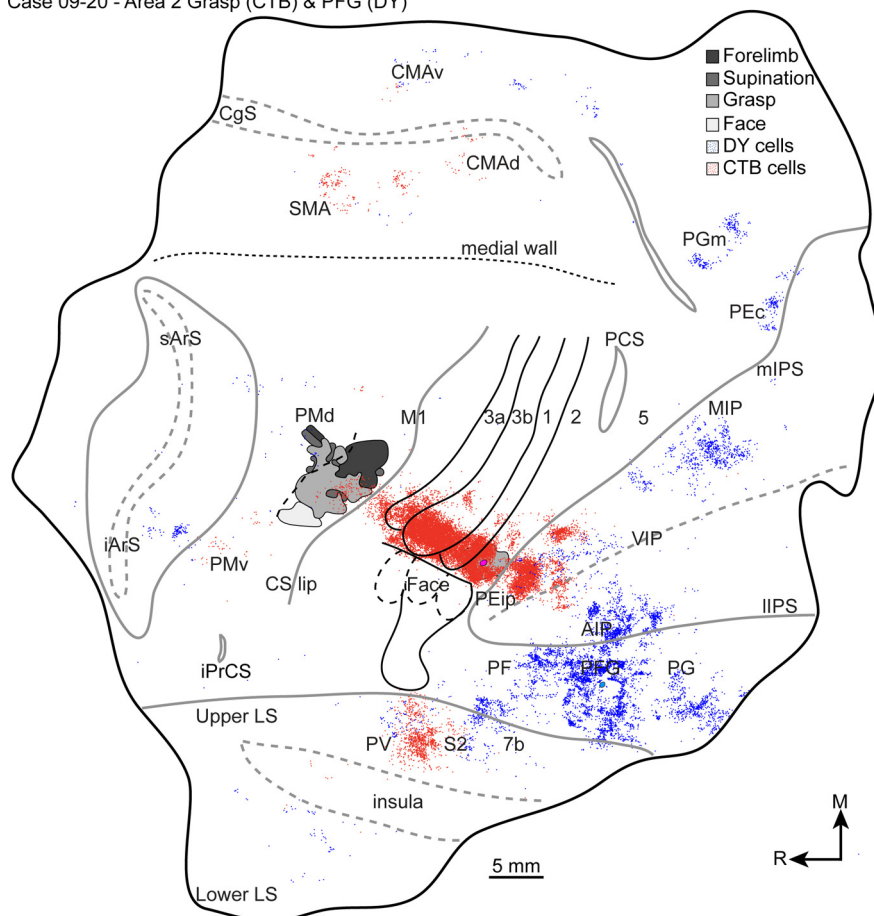 Case 09-20 - Area 2 Grasp (CTB) & PFG (DY)
Forelimb
Supination
Grasp
Face
DY cells
CTB cells
CMAv
CgS
CMAd
SMA
medial wall
PGm
PEc
sArS
PCS
mIPS
PMd
M1
3a
3b
1
2
5
MIP
iArS
PMv
CS lip
Face
VIP
PEip
lIPS
AIP
iPrCS
PF
PFG
PG
Upper LS
PV
S2
7b
insula
5 mm
M
R
Lower LS